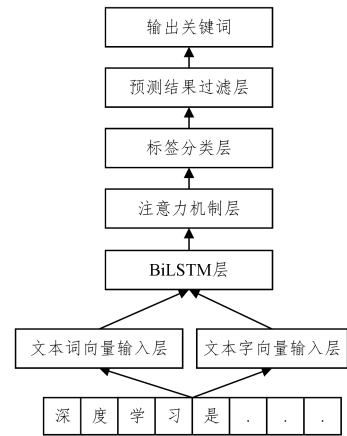 输出关键词
预测结果过滤层
标签分类层
注意力机制层
BiLSTM层
文本词向量输入层 文本字向量输入层
深 度 学 习 是 . . .